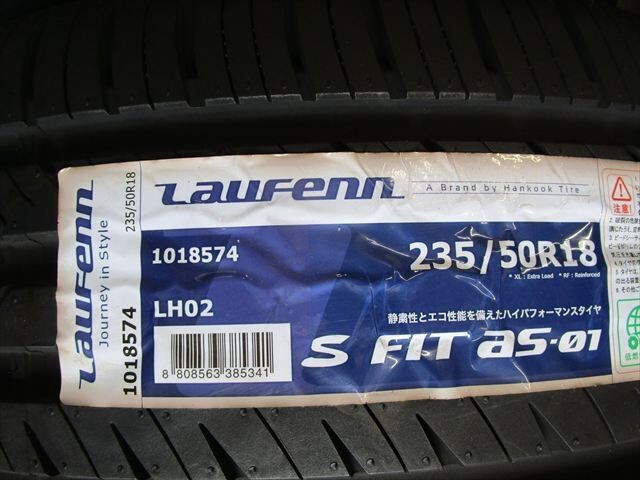 Laufenn
A Brand by Hankook Tire
1018574
235/50R18
* XL : Extra Load * RF : Reinforced
LH02
静粛性とエコ性能を備えたハイパフォーマンスタイヤ
S FIT as-01
8 808563 385341
Laufenn
Journey in Style
235/50R18
1018574
注意!